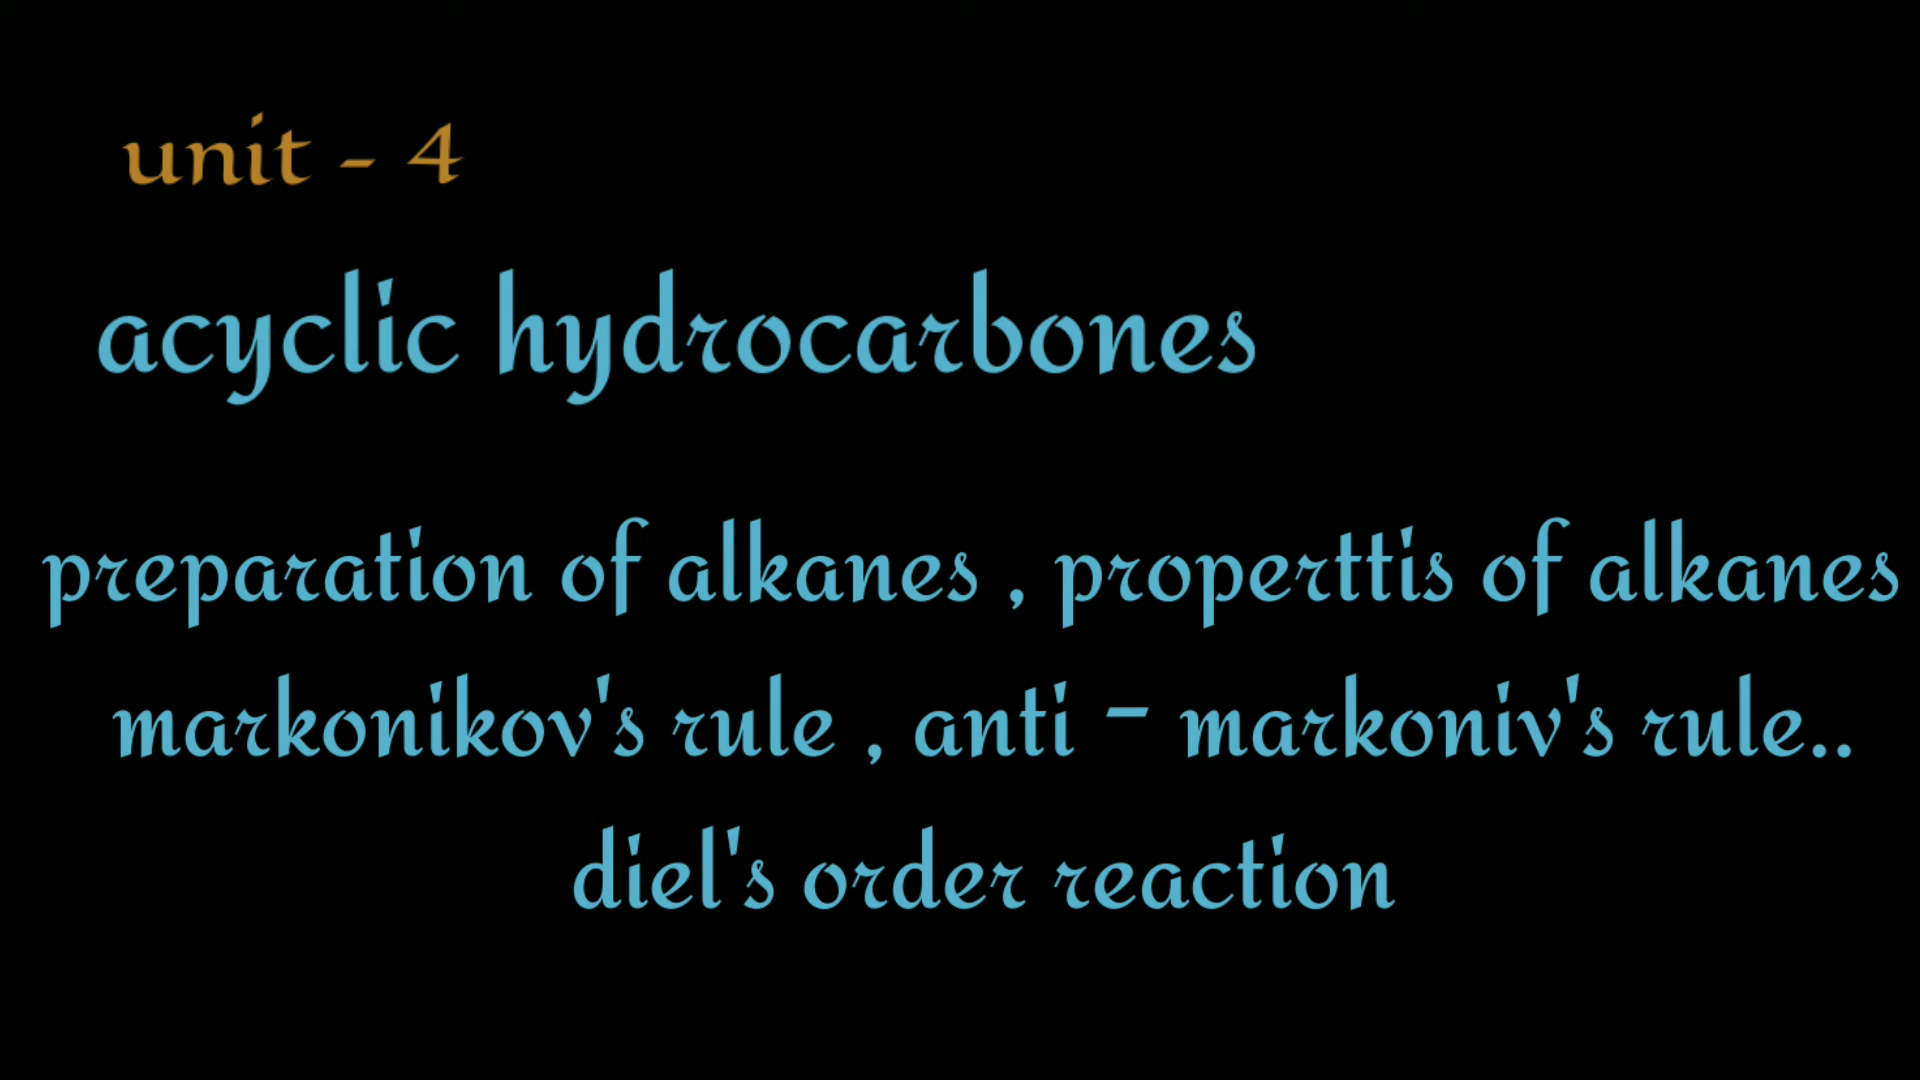 unit - 4
acyclic hydrocarbones
preparation of alkanes , properttis of alkanes
markonikov's rule , anti - markoniv's rule..
diel's order reaction